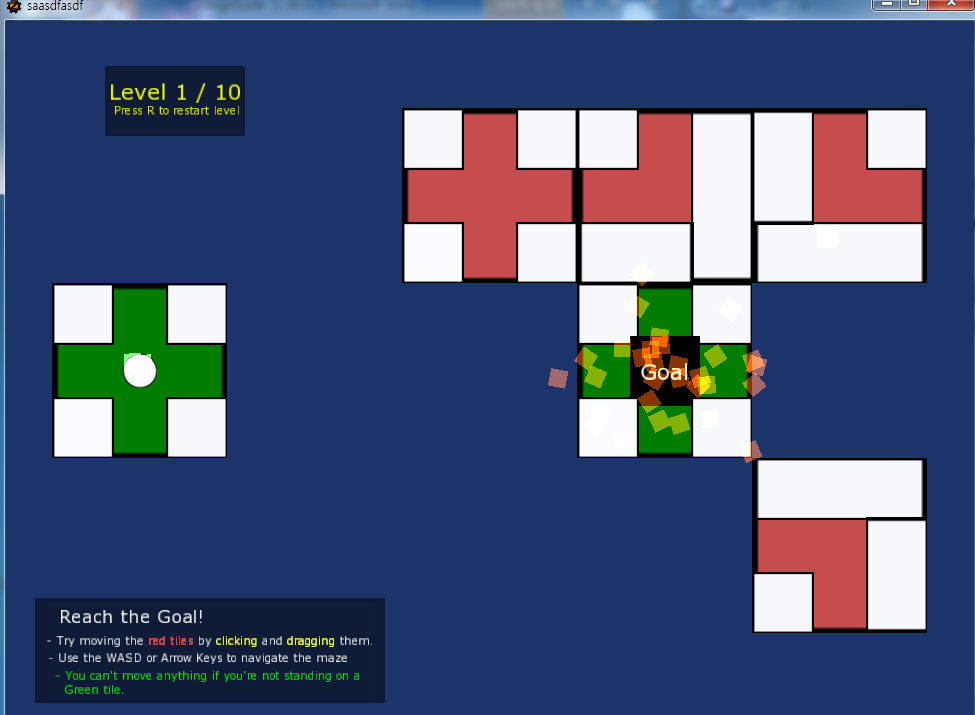 saasdfasdf
Level 1 / 10
Press R to restart level
Goal
Reach the Goal!
- Try moving the red tiles by clicking and dragging them.
- Use the WASD or Arrow Keys to navigate the maze
- You can't move anything if you're not standing on a
Green tile.